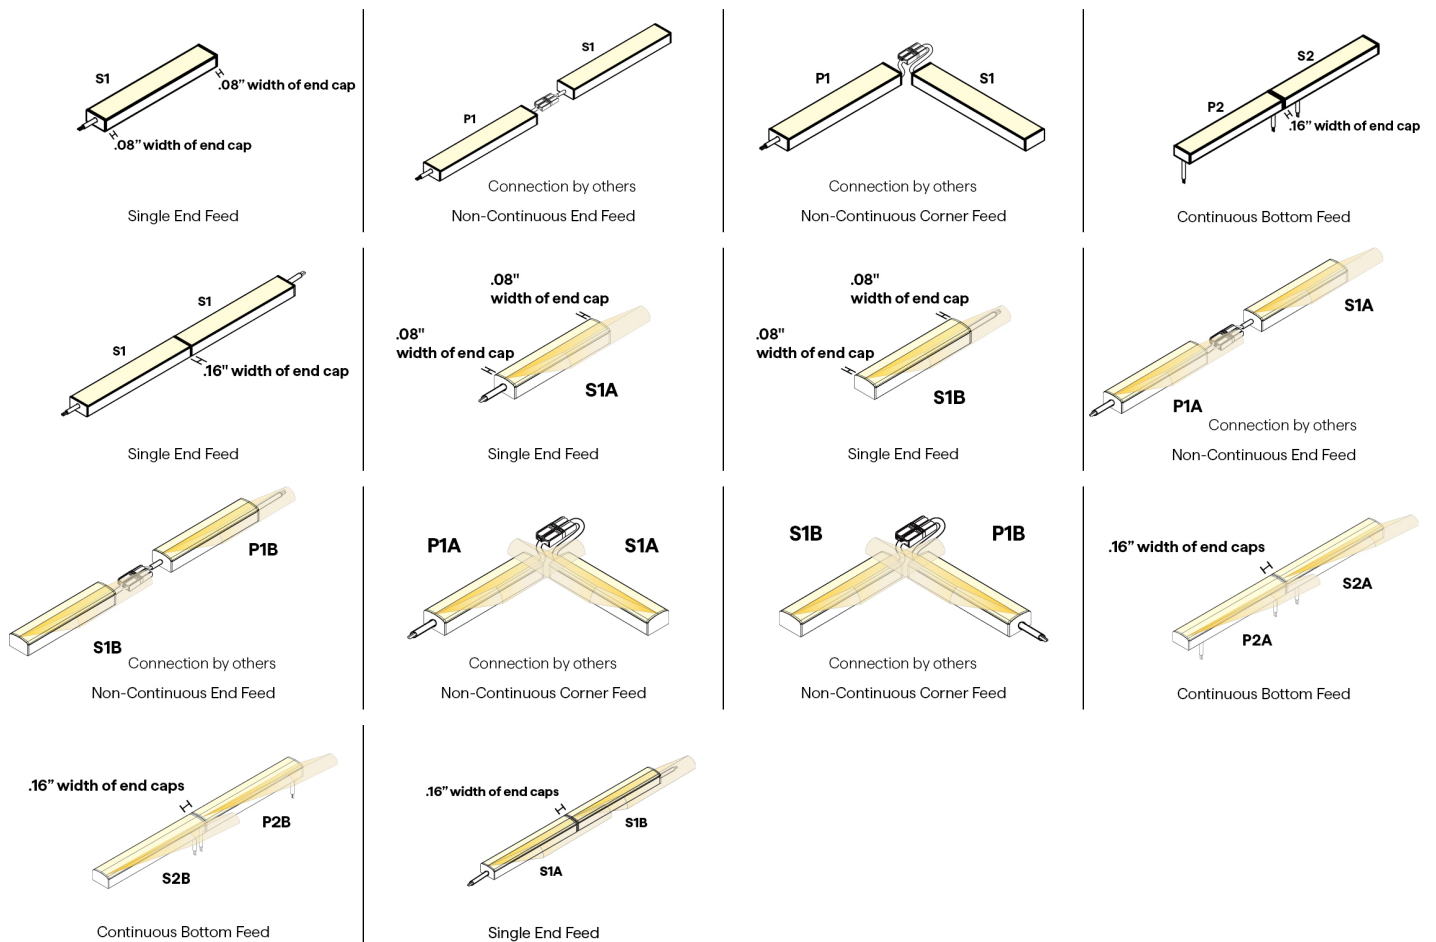 S1
.08” width of end cap
.08” width of end cap
Single End Feed
S1
P1
Connection by others
Non-Continuous End Feed
P1
S1
Connection by others
Non-Continuous Corner Feed
S2
P2
.16” width of end cap
Continuous Bottom Feed
S1
S1
.16" width of end cap
Single End Feed
.08"
width of end cap
.08"
width of end cap
S1A
Single End Feed
.08"
width of end cap
.08"
width of end cap
S1B
Single End Feed
S1A
P1A
Connection by others
Non-Continuous End Feed
P1B
S1B
Connection by others
Non-Continuous End Feed
P1A
S1A
Connection by others
Non-Continuous Corner Feed
S1B
P1B
Connection by others
Non-Continuous Corner Feed
.16” width of end caps
S2A
P2A
Continuous Bottom Feed
.16” width of end caps
P2B
S2B
Continuous Bottom Feed
.16” width of end caps
S1B
S1A
Single End Feed